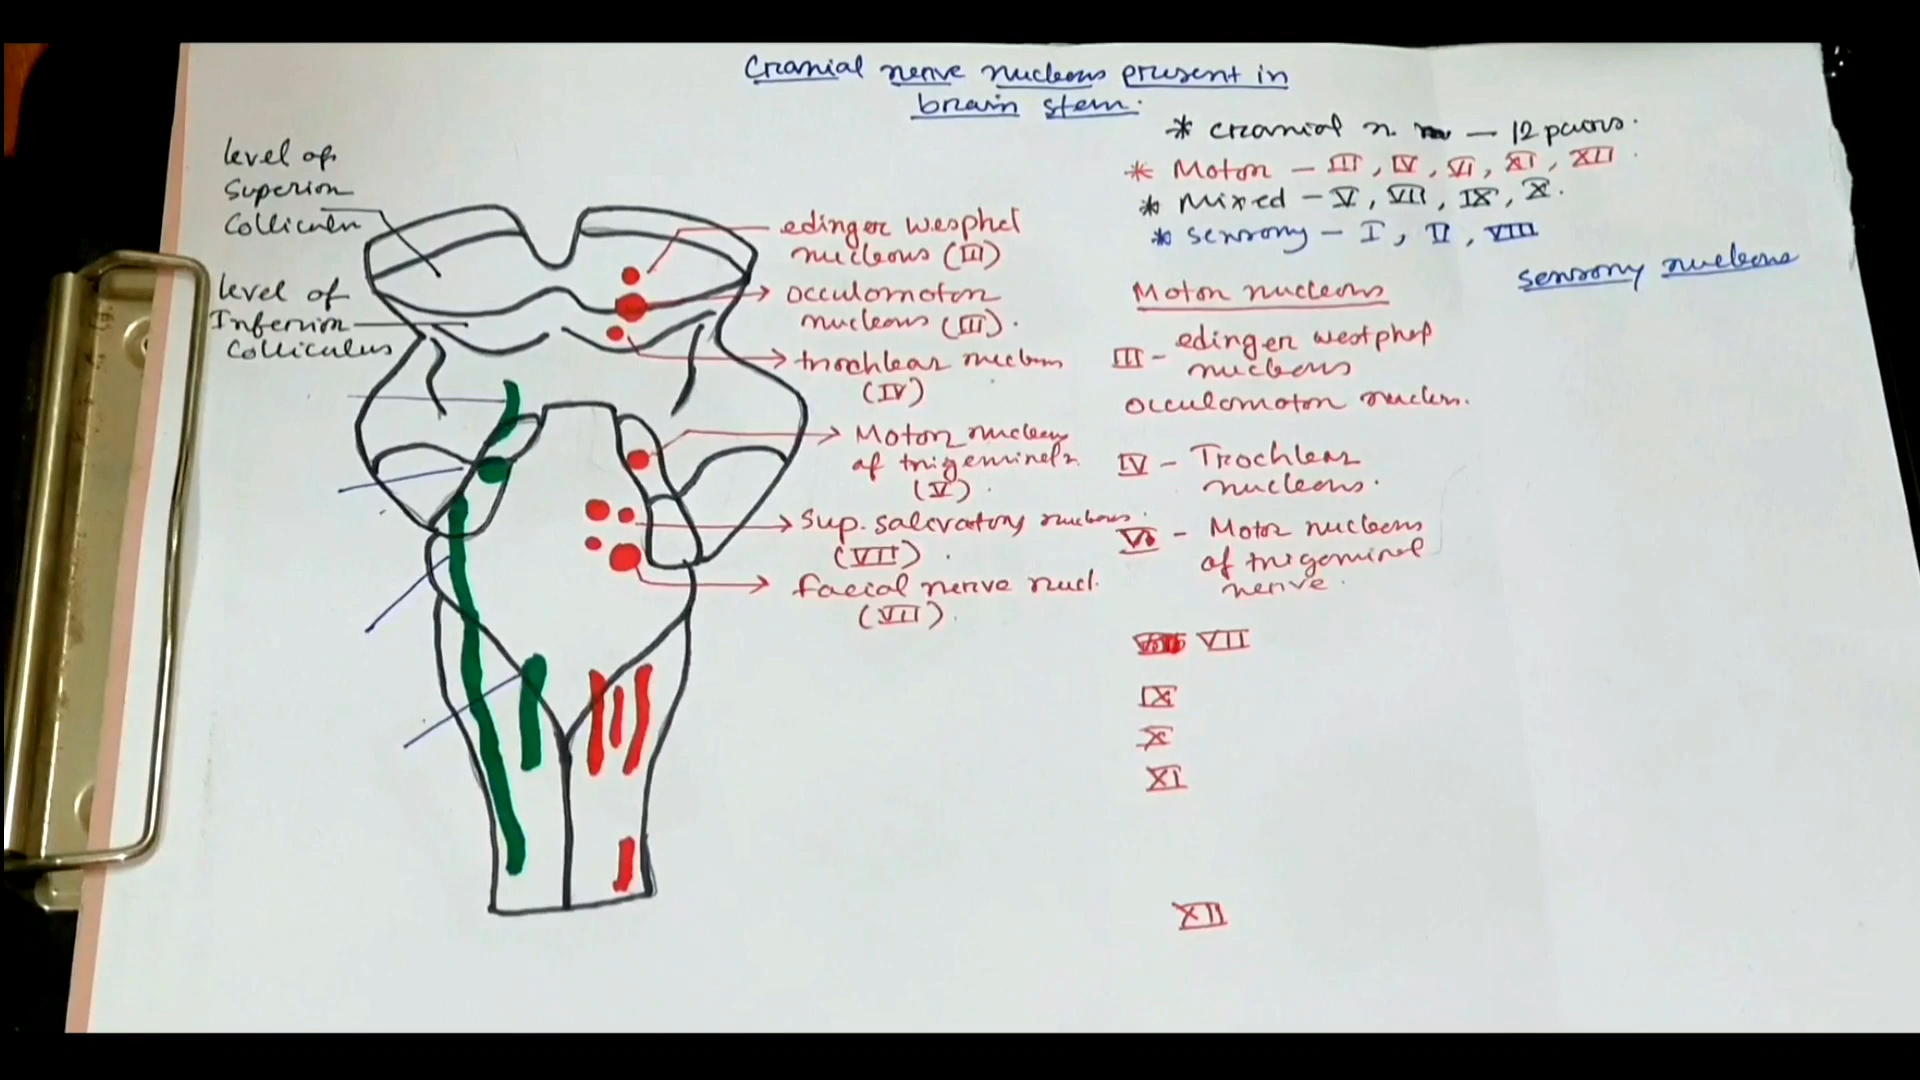 Cranial nerve nucleus present in
brain stem.
* cranial n. — 12 pairs.
* Motor — III, IV, VI, XI, XII.
* Mixed — V, VII, IX, X.
* sensory — I, II, VIII
level of
Superior
Colliculu
level of
Inferior
Colliculus
edinger wesphel
nucleus (III)
occulomotor
nucleus (III).
trochlear nucleus
(IV)
Motor nucleus
of trigeminal n.
(V).
Sup. salivatory nucleus.
(VII).
facial nerve nucl.
(VII).
Motor nucleus
III - edinger westphel
nucleus
Occulomotor nucleus.
IV - Trochlear
nucleus.
- Motor nucleus
of trigeminal
nerve.
VII
IX
X
XI
XII
sensory nucleus